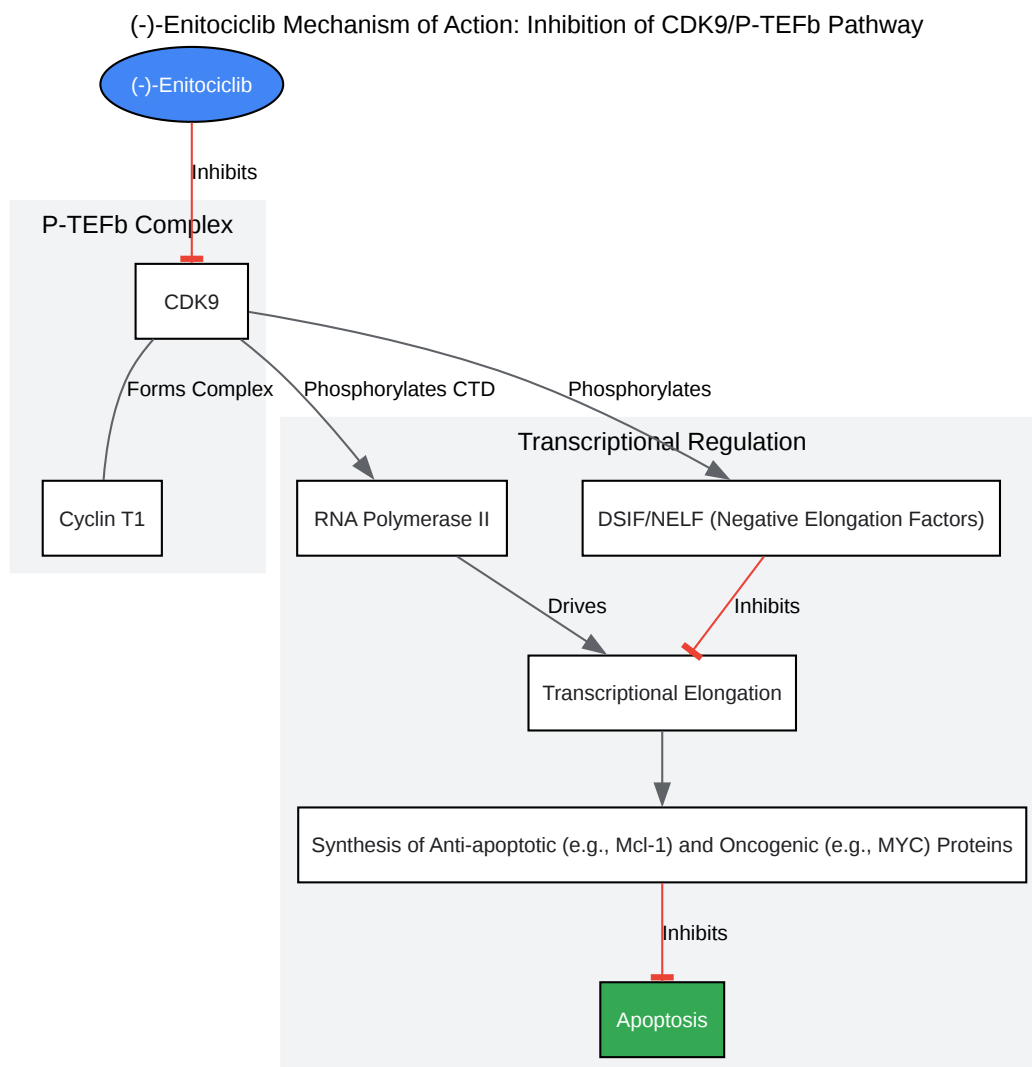 (-)-Enitociclib Mechanism of Action: Inhibition of CDK9/P-TEFb Pathway
(-)-Enitociclib
Inhibits
P-TEFb Complex
CDK9
Forms Complex
Phosphorylates CTD
Phosphorylates
Transcriptional Regulation
Cyclin T1
RNA Polymerase II
DSIF/NELF (Negative Elongation Factors)
Drives
Inhibits
Transcriptional Elongation
Synthesis of Anti-apoptotic (e.g., Mcl-1) and Oncogenic (e.g., MYC) Proteins
Inhibits
Apoptosis